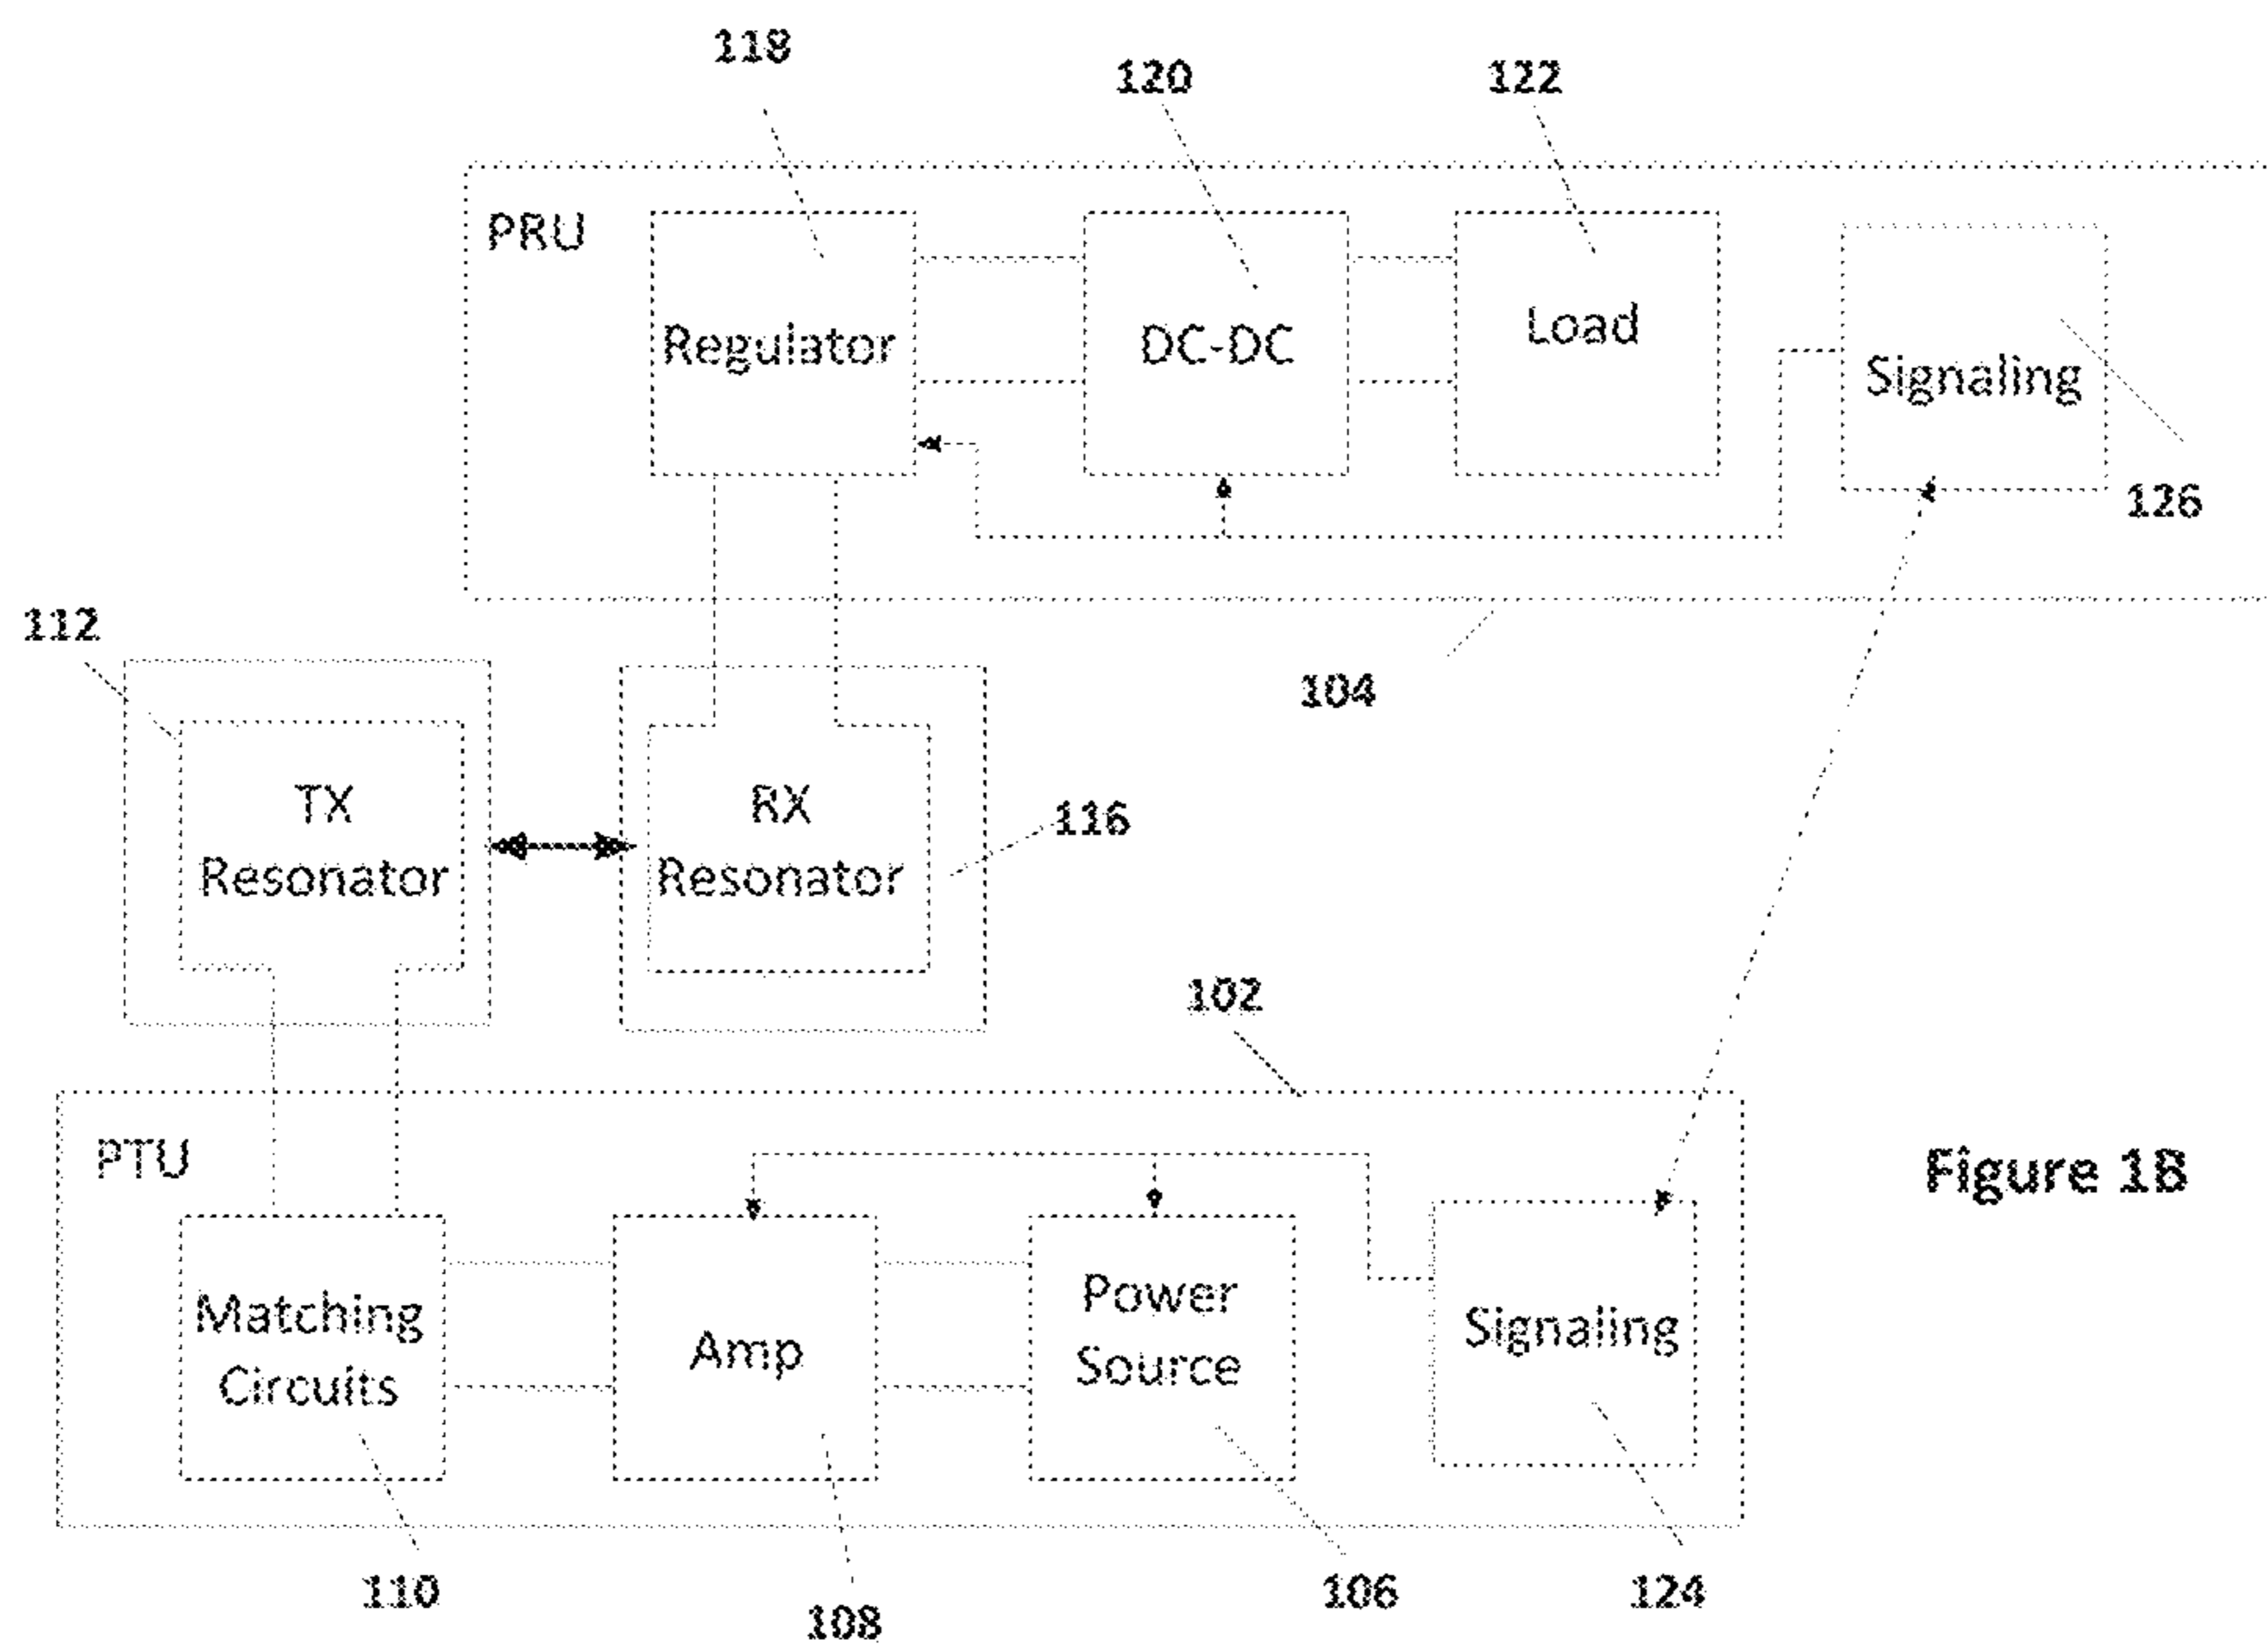 118
120
122
PRU
Regulator
DC-DC
Load
Signaling
126
112
104
TX
Resonator
RX
Resonator
116
102
PTU
Matching
Circuits
Amp
Power
Source
Signaling
Figure 1B
110
108
106
124